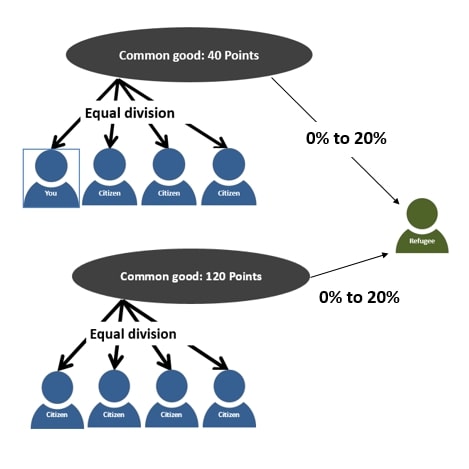 Common good: 40 Points
Equal division
0% to 20%
You Citizen Citizen Citizen
Refugee
Common good: 120 Points
0% to 20%
Equal division
Citizen Citizen Citizen Citizen